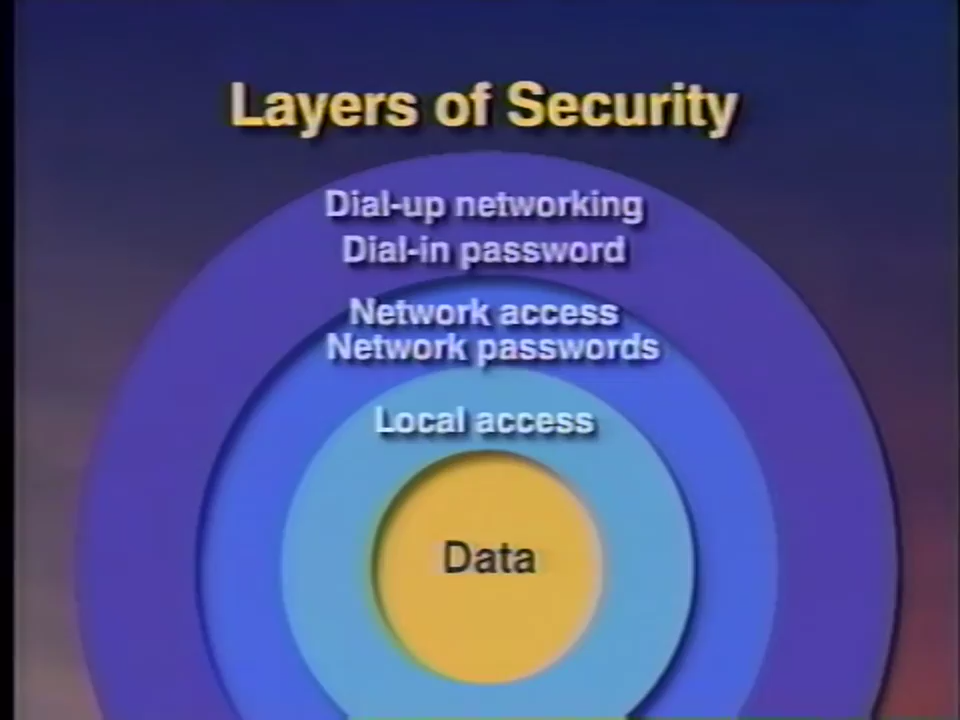 Layers of Security
Dial-up networking
Dial-in password
Network access
Network passwords
Local access
Data